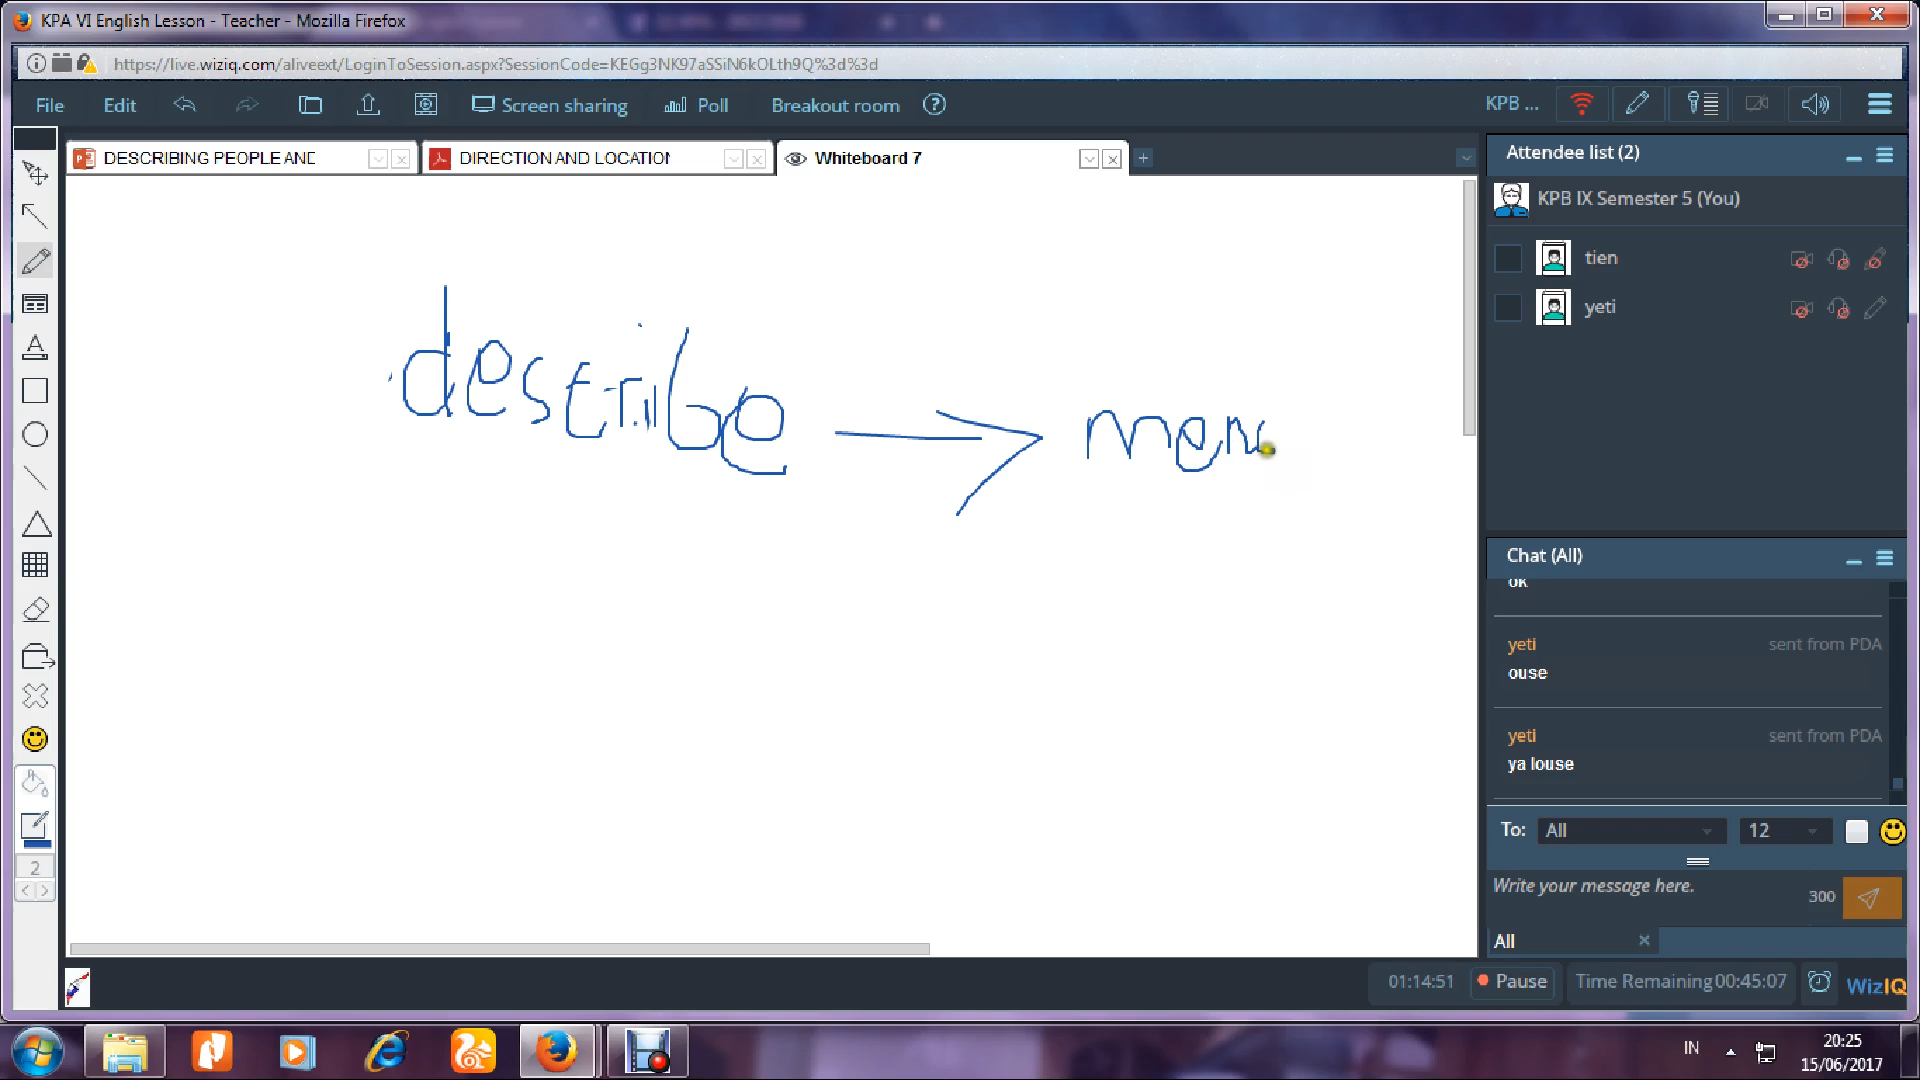 KPA VI English Lesson - Teacher - Mozilla Firefox
https://live.wiziq.com/aliveext/LoginToSession.aspx?SessionCode=KEGg3NK97aSSiN6kOLth9Q%3d%3d
File Edit Screen sharing Poll Breakout room ? KPB ...
DESCRIBING PEOPLE AND DIRECTION AND LOCATION Whiteboard 7
Attendee list (2)
KPB IX Semester 5 (You)
tien
yeti
describe → men
Chat (All)
ok
yeti sent from PDA
ouse
yeti sent from PDA
ya louse
To: All 12
Write your message here. 300
All
2
01:14:51 Pause Time Remaining 00:45:07 WizIQ
IN 20:25
15/06/2017